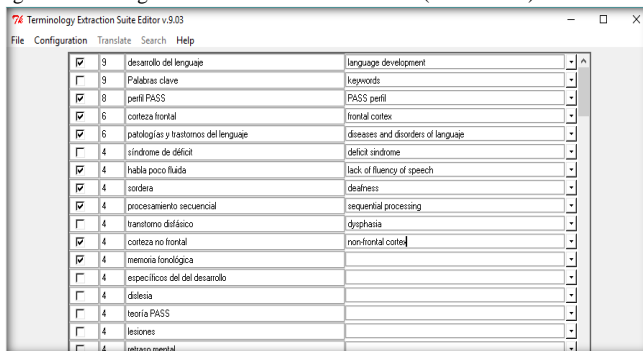 Terminology Extraction Suite Editor v.9.03
File Configuration Translate Search Help
9 desarrollo del lenguaje language development
9 Palabras clave keywords
8 perfil PASS PASS perfil
6 corteza frontal frontal cortex
6 patologías y trastornos del lenguaje diseases and disorders of languaje
4 síndrome de déficit deficit sindrome
4 habla poco fluida lack of fluency of speech
4 sordera deafness
4 procesamiento secuencial sequential processing
4 transtorno disfásico dysphasia
4 corteza no frontal non-frontal cortex
4 memoria fonológica
4 específicos del del desarrollo
4 dislesia
4 teoría PASS
4 lesiones
4 retraso mental